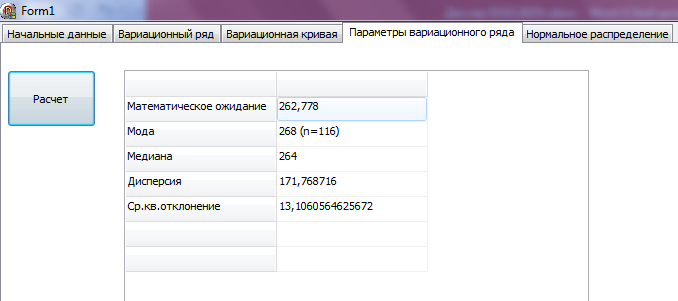 Form1
Начальные данные Вариационный ряд Вариационная кривая Параметры вариационного ряда Нормальное распределение
Расчет
Математическое ожидание 262,778
Мода 268 (n=116)
Медиана 264
Дисперсия 171,768716
Ср.кв.отклонение 13,1060564625672